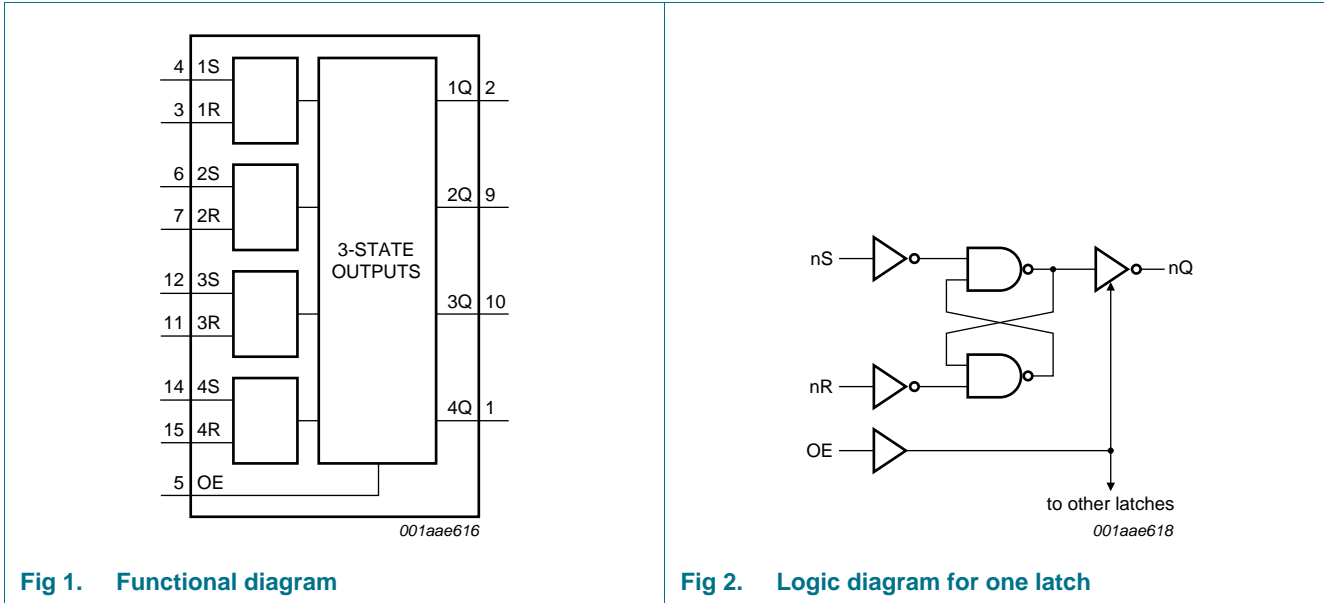 4 1S
3 1R
1Q 2
6 2S
7 2R
2Q 9
3-STATE
OUTPUTS
12 3S
11 3R
3Q 10
14 4S
15 4R
4Q 1
5 OE
001aae616
Fig 1. Functional diagram
nS
nQ
nR
OE
to other latches
001aae618
Fig 2. Logic diagram for one latch